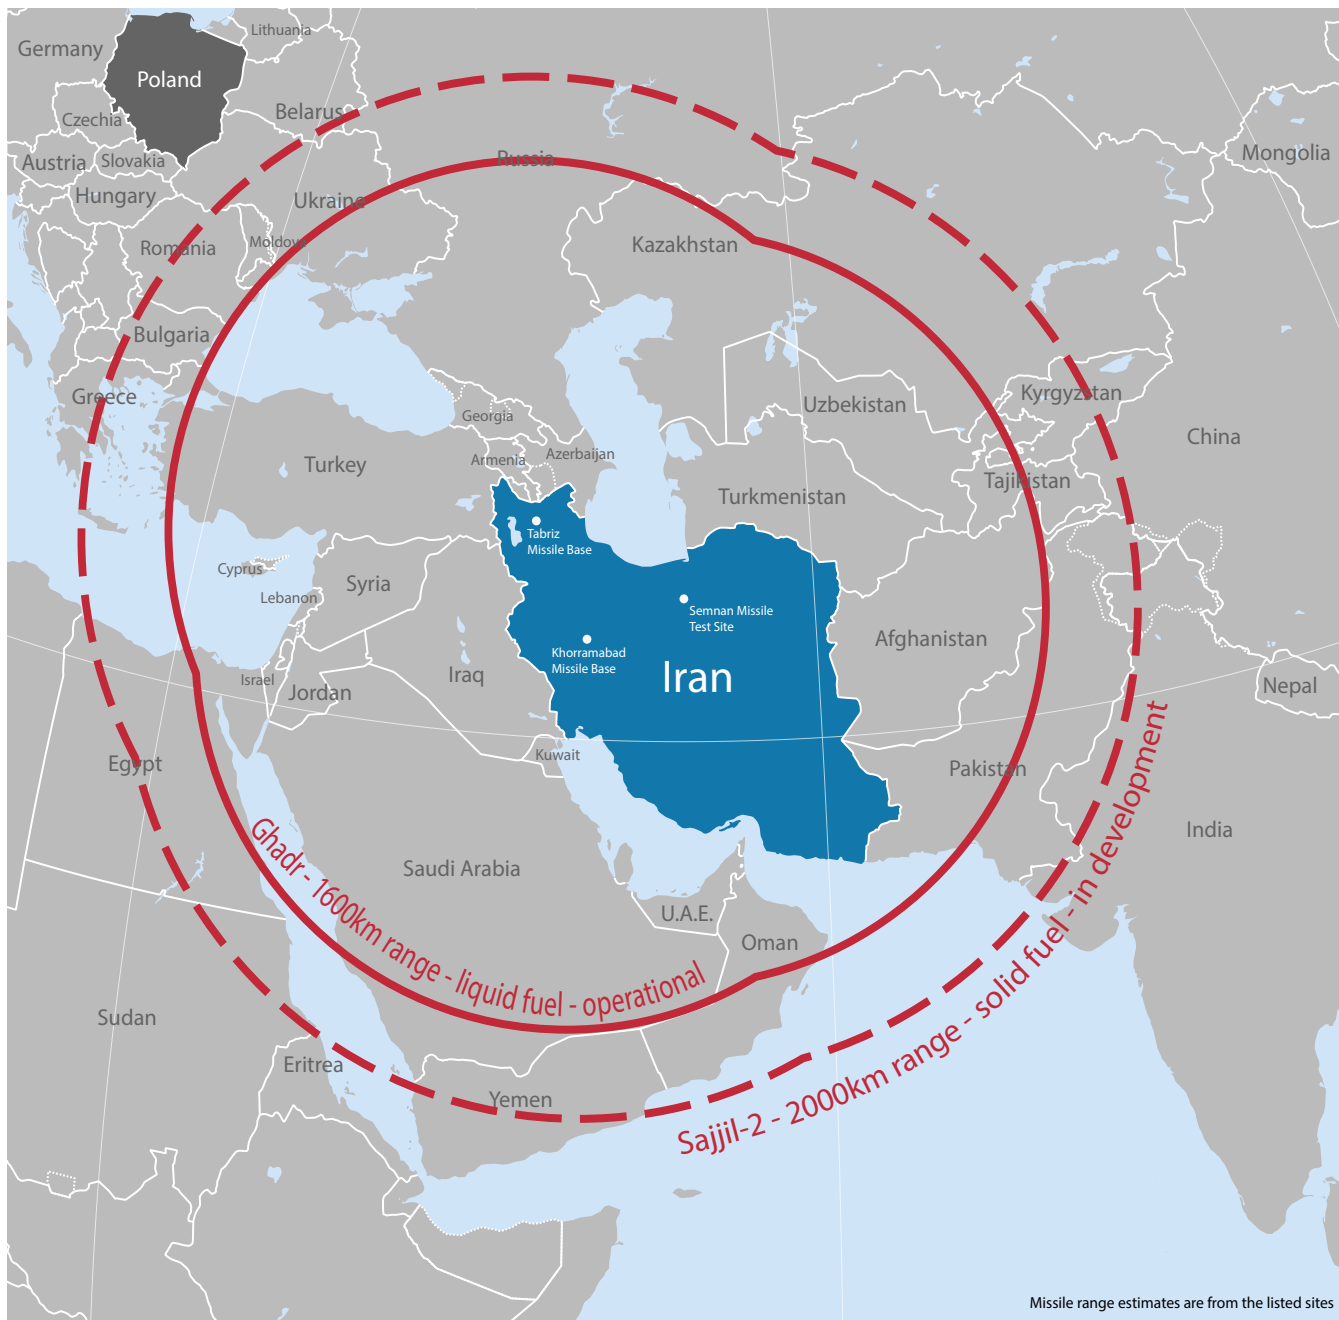 Germany
Lithuania
Poland
Belarus
Czechia
Russia
Mongolia
Austria
Slovakia
Hungary
Ukraine
Romania
Moldova
Kazakhstan
Bulgaria
Greece
Kyrgyzstan
Uzbekistan
Georgia
China
Armenia
Azerbaijan
Turkey
Tajikistan
Turkmenistan
Tabriz
Missile Base
Cyprus
Syria
Lebanon
Semnan Missile
Test Site
Afghanistan
Khorramabad
Missile Base
Israel
Jordan
Iraq
Iran
Nepal
Kuwait
Egypt
Pakistan
India
Saudi Arabia
U.A.E.
Oman
Ghadr - 1600km range - liquid fuel - operational
Sajjil-2 - 2000km range - solid fuel - in development
Sudan
Eritrea
Yemen
Missile range estimates are from the listed sites